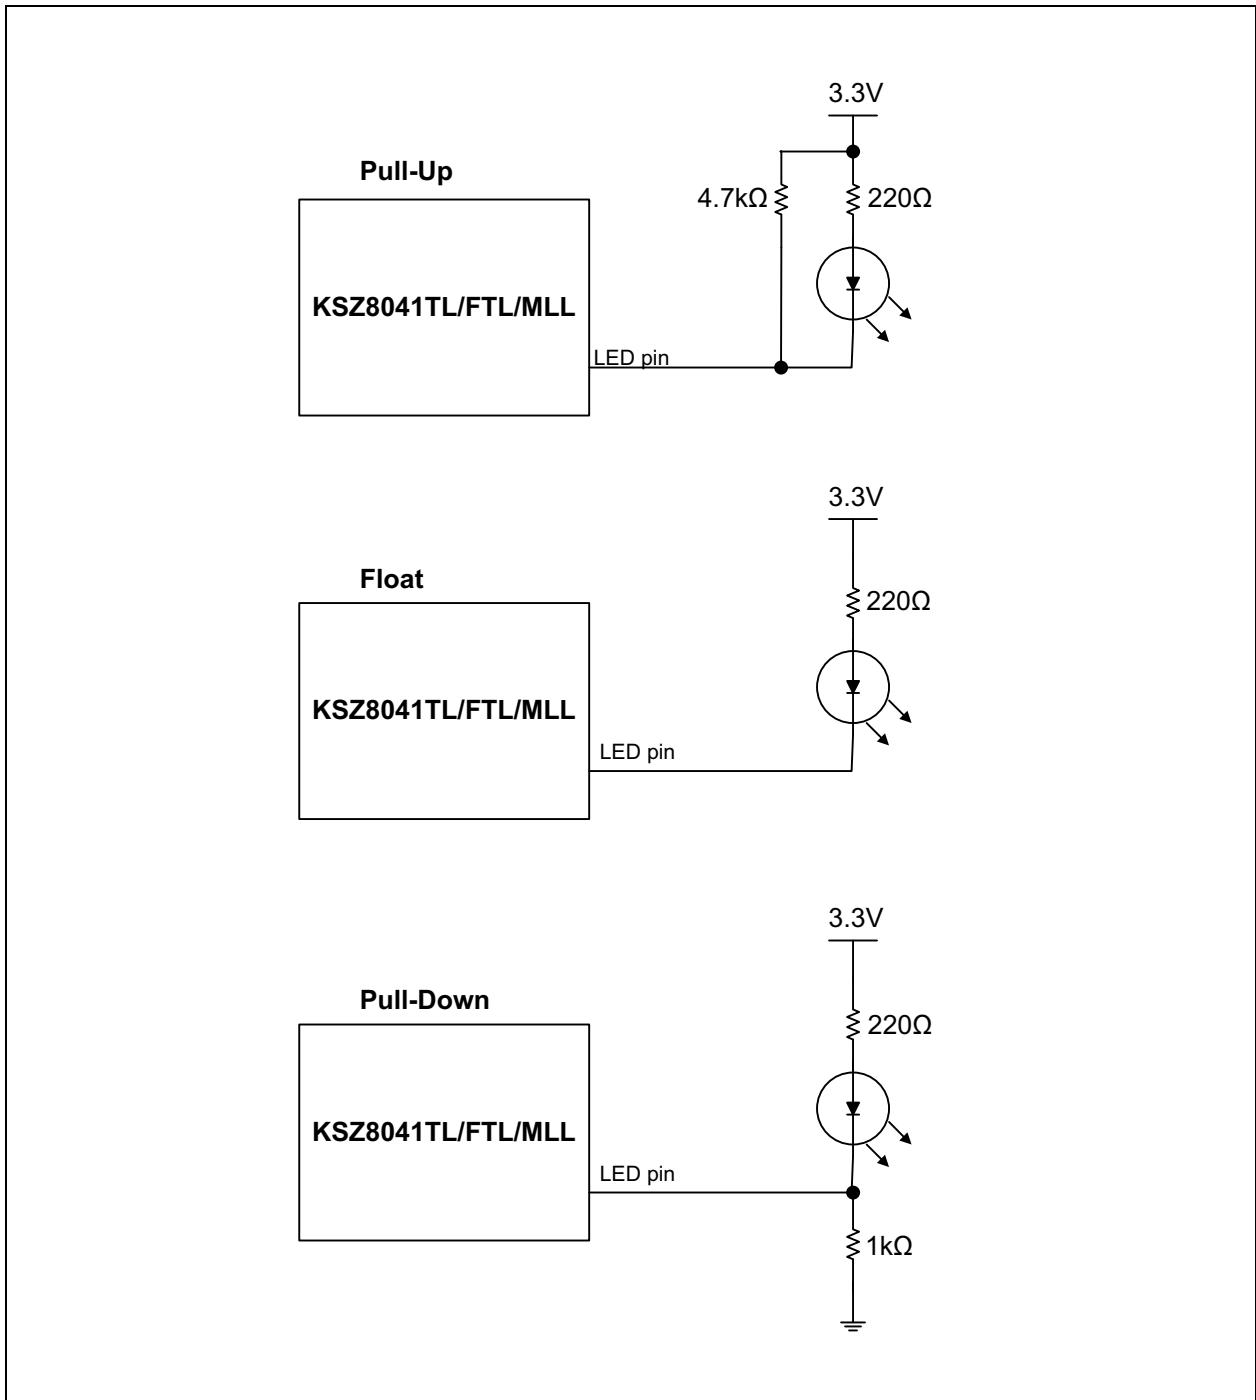 3.3V
Pull-Up
4.7kΩ
220Ω
KSZ8041TL/FTL/MLL
LED pin
3.3V
Float
220Ω
KSZ8041TL/FTL/MLL
LED pin
3.3V
Pull-Down
220Ω
KSZ8041TL/FTL/MLL
LED pin
1kΩ